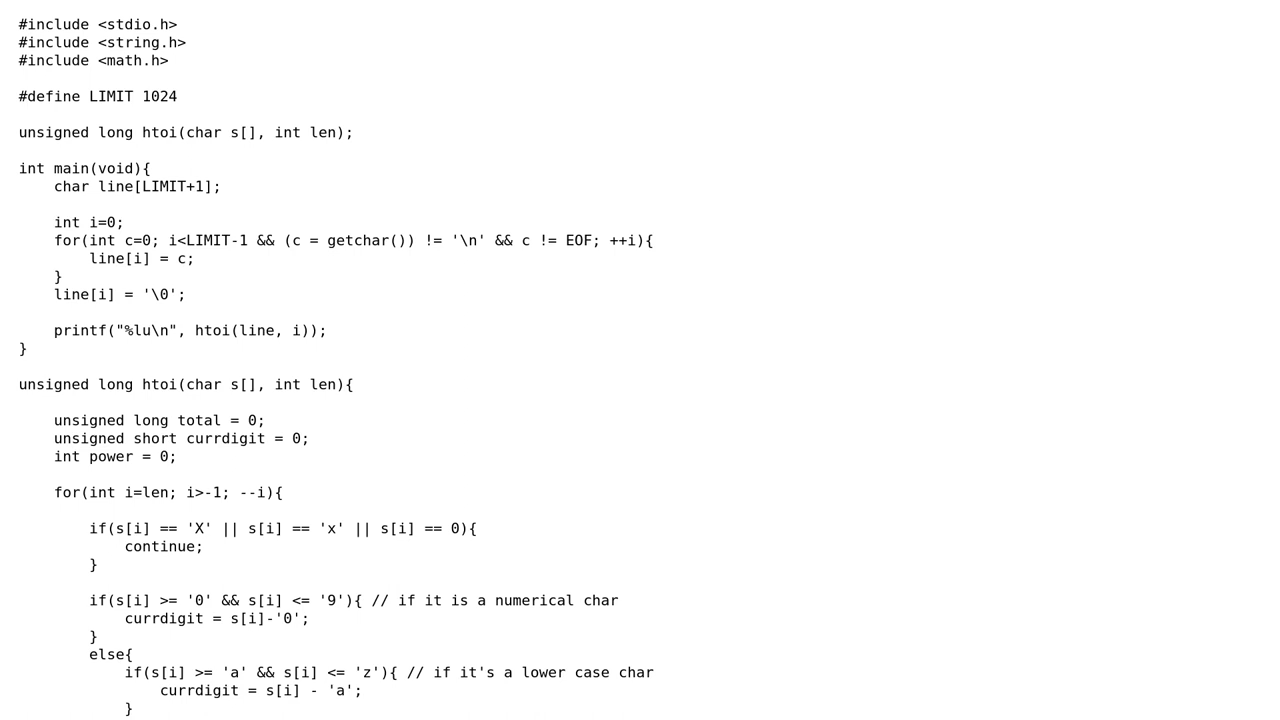 #include <stdio.h>
#include <string.h>
#include <math.h>
#define LIMIT 1024
unsigned long htoi(char s[], int len);
int main(void){
    char line[LIMIT+1];
    int i=0;
    for(int c=0; i<LIMIT-1 && (c = getchar()) != '\n' && c != EOF; ++i){
        line[i] = c;
    }
    line[i] = '\0';
    printf("%lu\n", htoi(line, i));
}
unsigned long htoi(char s[], int len){
    unsigned long total = 0;
    unsigned short currdigit = 0;
    int power = 0;
    for(int i=len; i>-1; --i){
        if(s[i] == 'X' || s[i] == 'x' || s[i] == 0){
            continue;
        }
        if(s[i] >= '0' && s[i] <= '9'){ // if it is a numerical char
            currdigit = s[i]-'0';
        }
        else{
            if(s[i] >= 'a' && s[i] <= 'z'){ // if it's a lower case char
                currdigit = s[i] - 'a';
            }